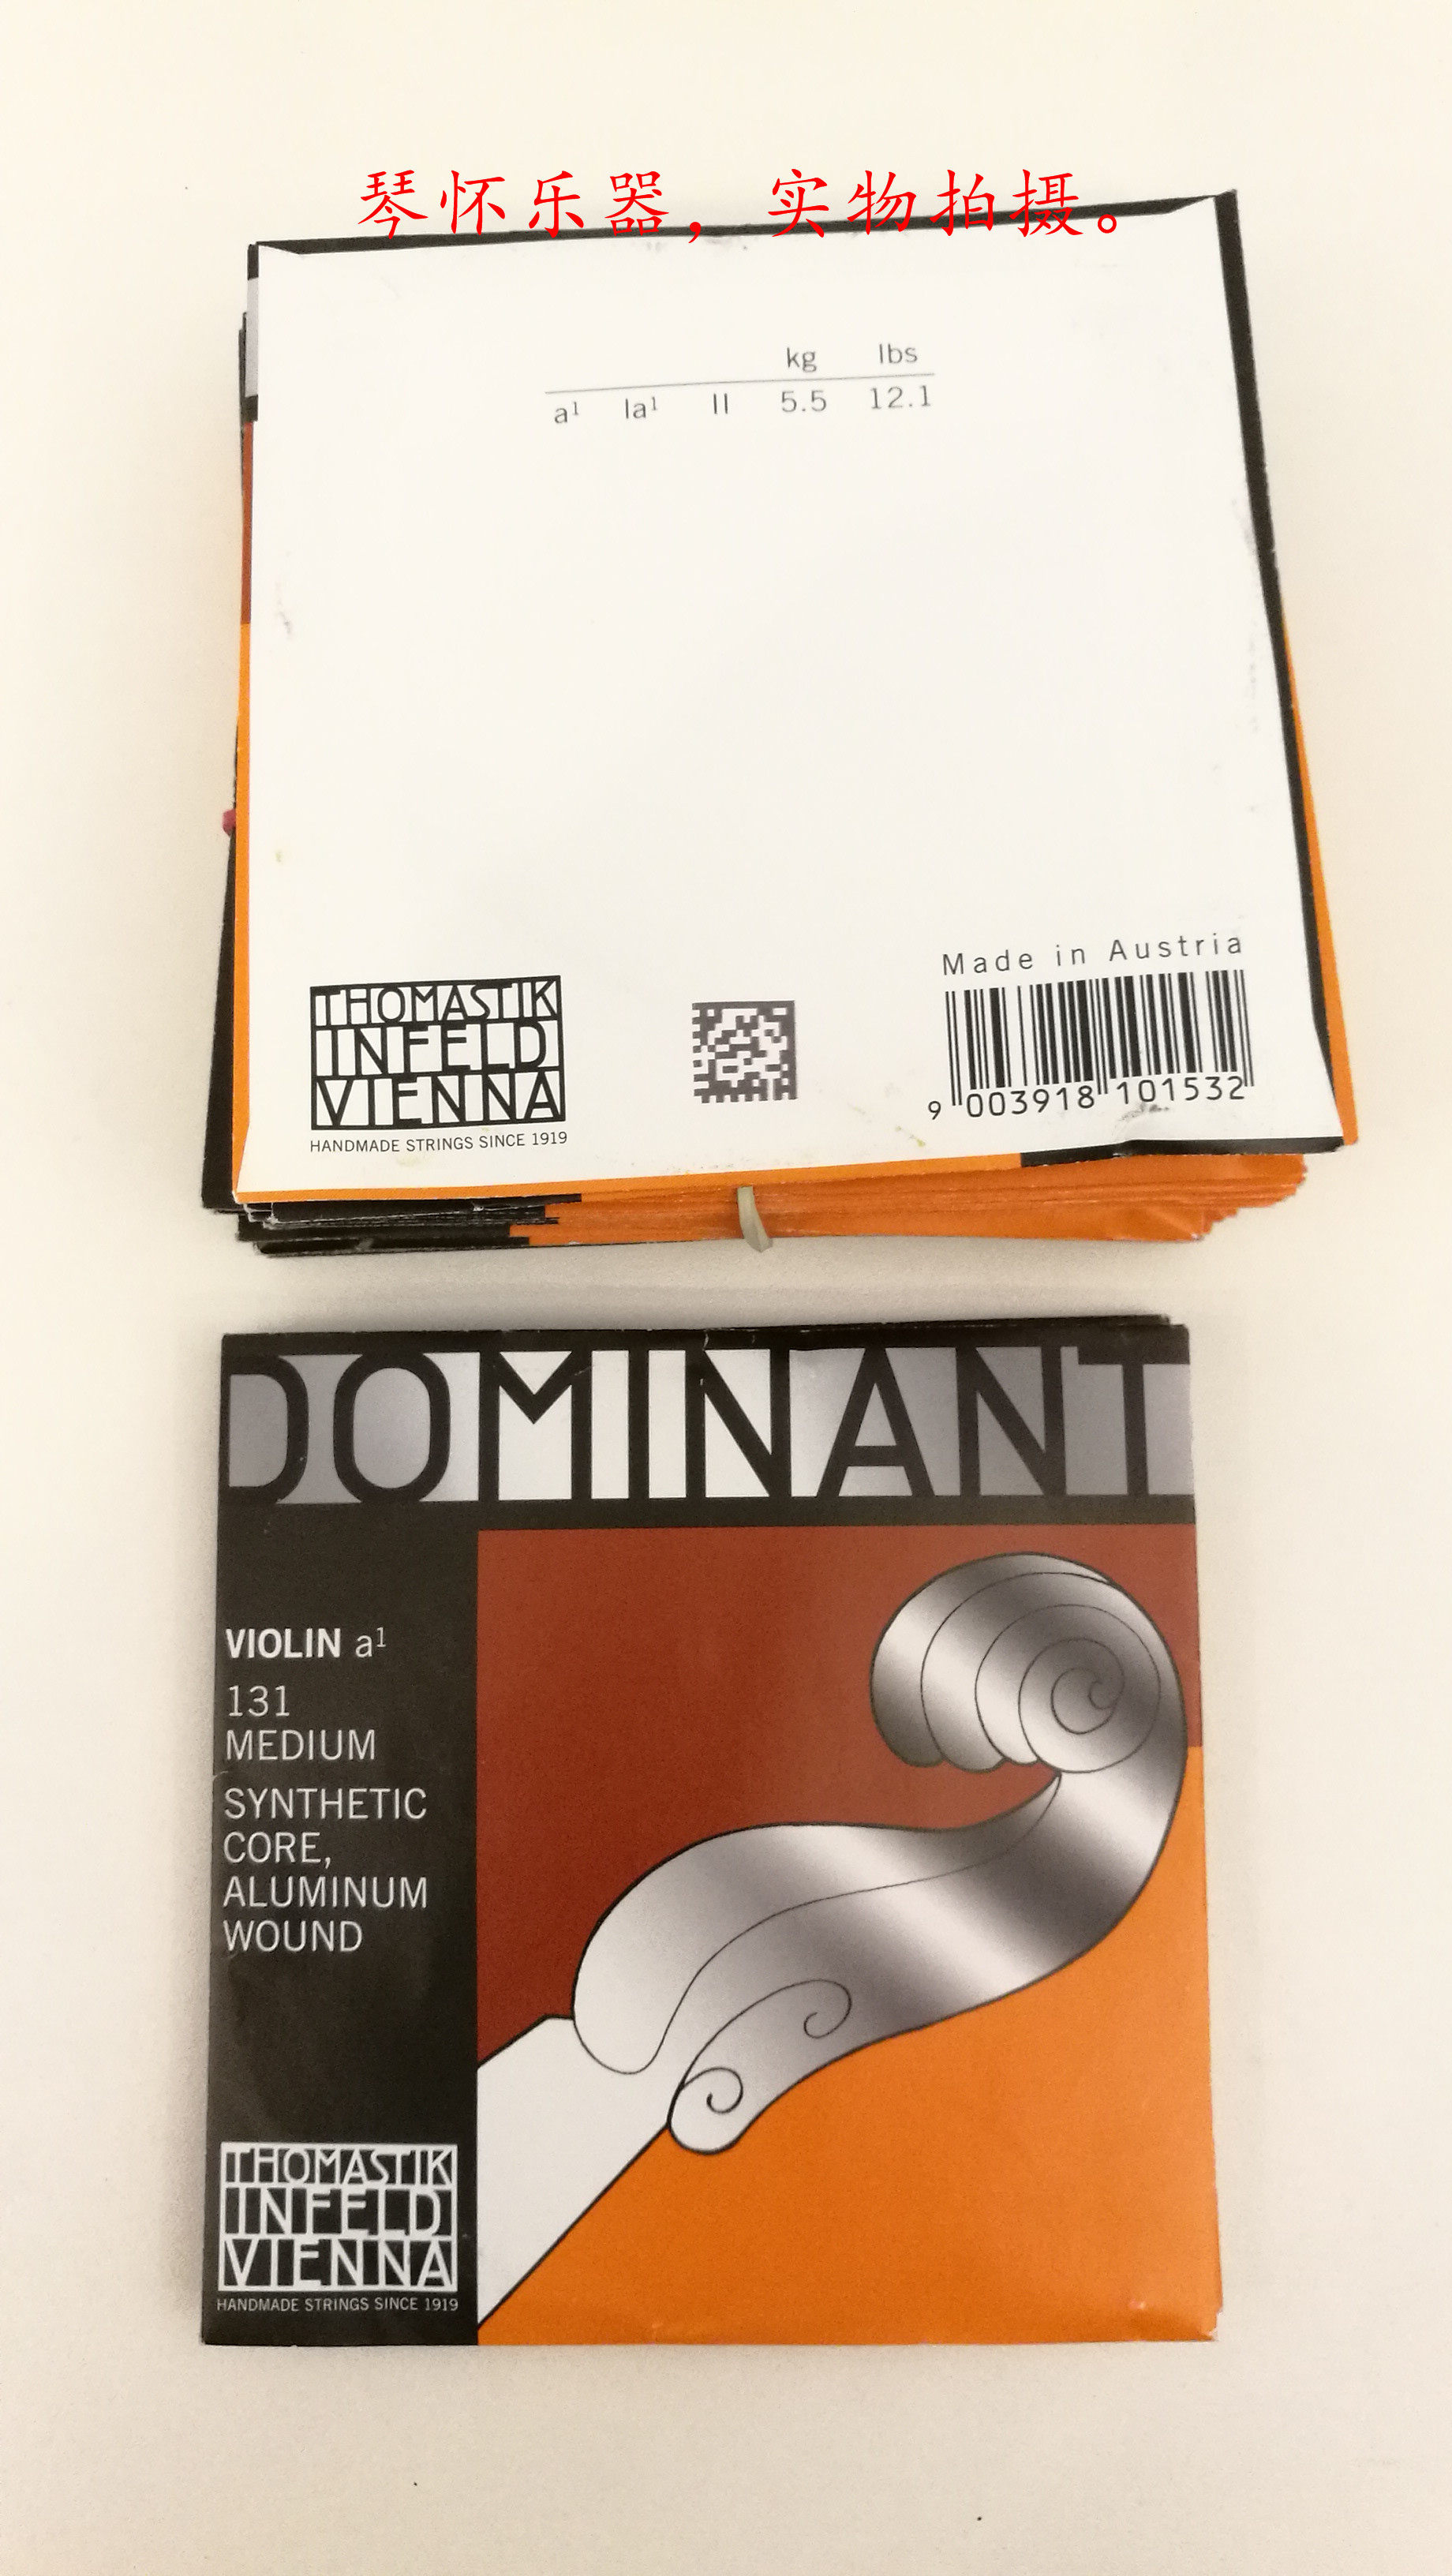 琴怀乐器，实物拍摄。
kg lbs
a¹ la¹ II 5.5 12.1
Made in Austria
THOMASTIK
INFELD
VIENNA
HANDMADE STRINGS SINCE 1919
9 003918 101532
DOMINANT
VIOLIN a¹
131
MEDIUM
SYNTHETIC
CORE,
ALUMINUM
WOUND
THOMASTIK
INFELD
VIENNA
HANDMADE STRINGS SINCE 1919